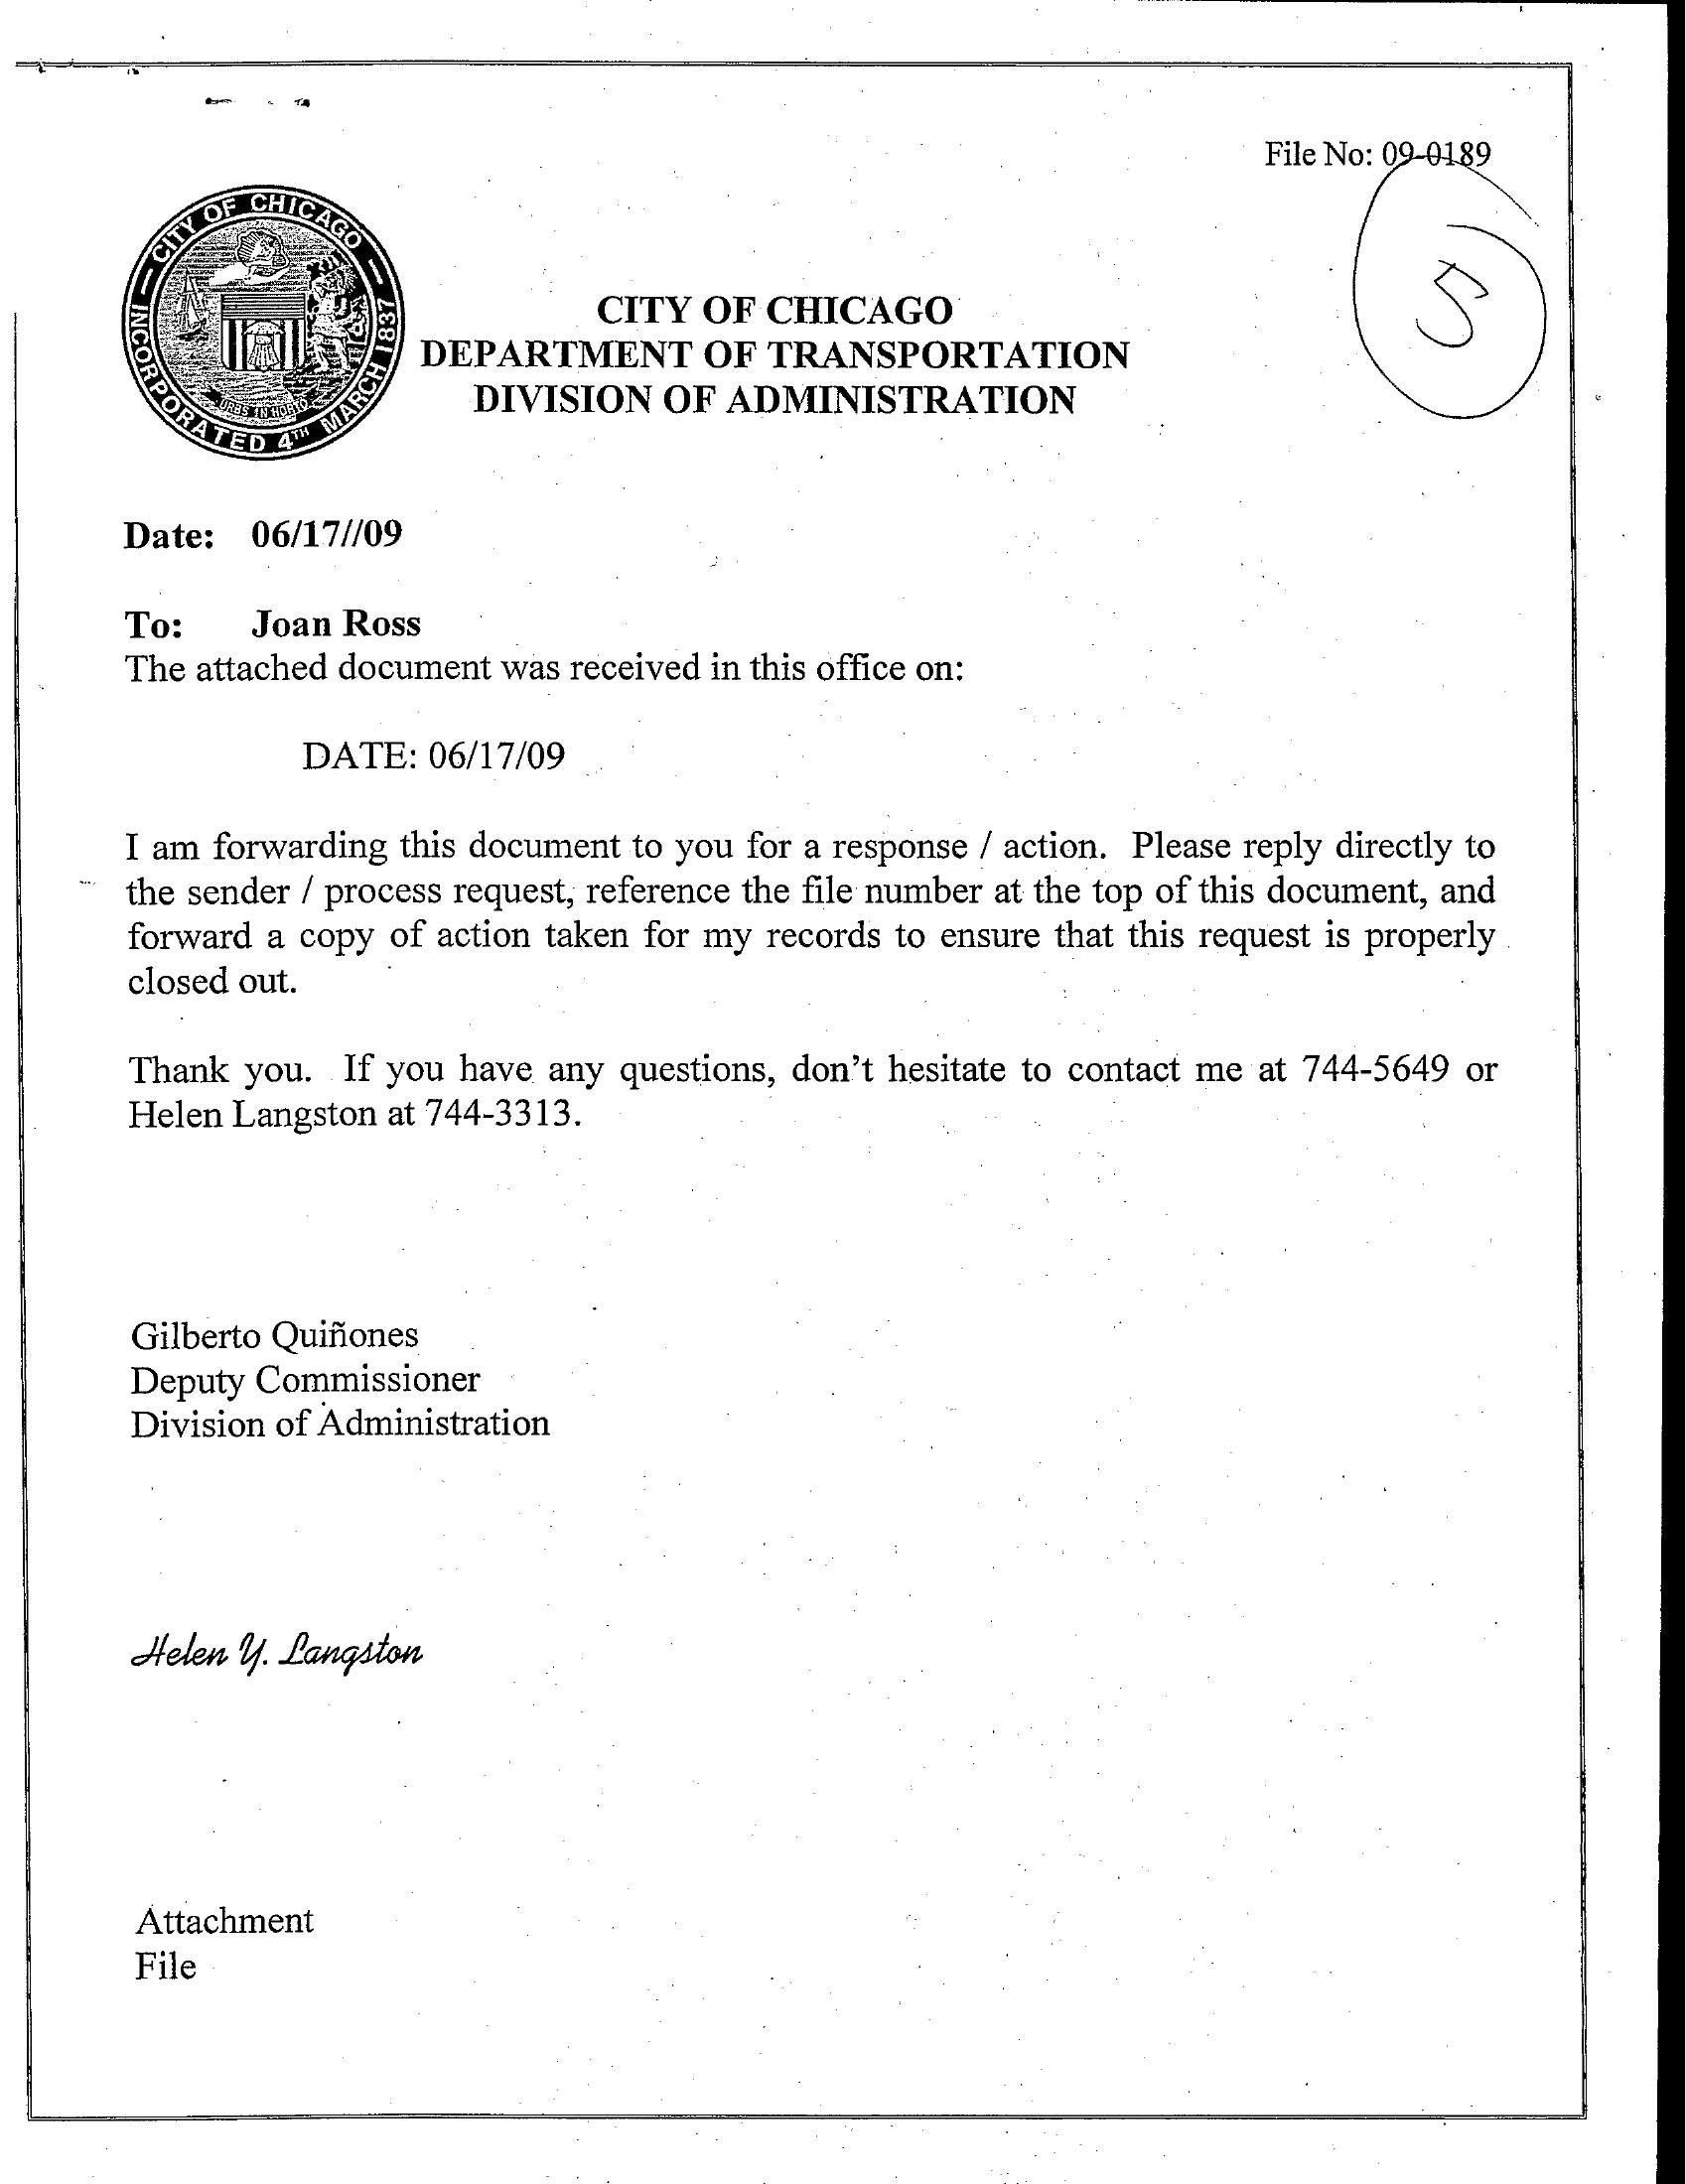 File No: 09-0189
5
CITY OF CHICAGO
INCORPORATED 4TH MARCH 1837
URBS IN HORTO
CITY OF CHICAGO
DEPARTMENT OF TRANSPORTATION
DIVISION OF ADMINISTRATION
Date: 06/17//09
To: Joan Ross
The attached document was received in this office on:
DATE: 06/17/09
I am forwarding this document to you for a response / action. Please reply directly to
the sender / process request, reference the file number at the top of this document, and
forward a copy of action taken for my records to ensure that this request is properly
closed out.
Thank you. If you have any questions, don't hesitate to contact me at 744-5649 or
Helen Langston at 744-3313.
Gilberto Quiñones
Deputy Commissioner
Division of Administration
Helen Y. Langston
Attachment
File